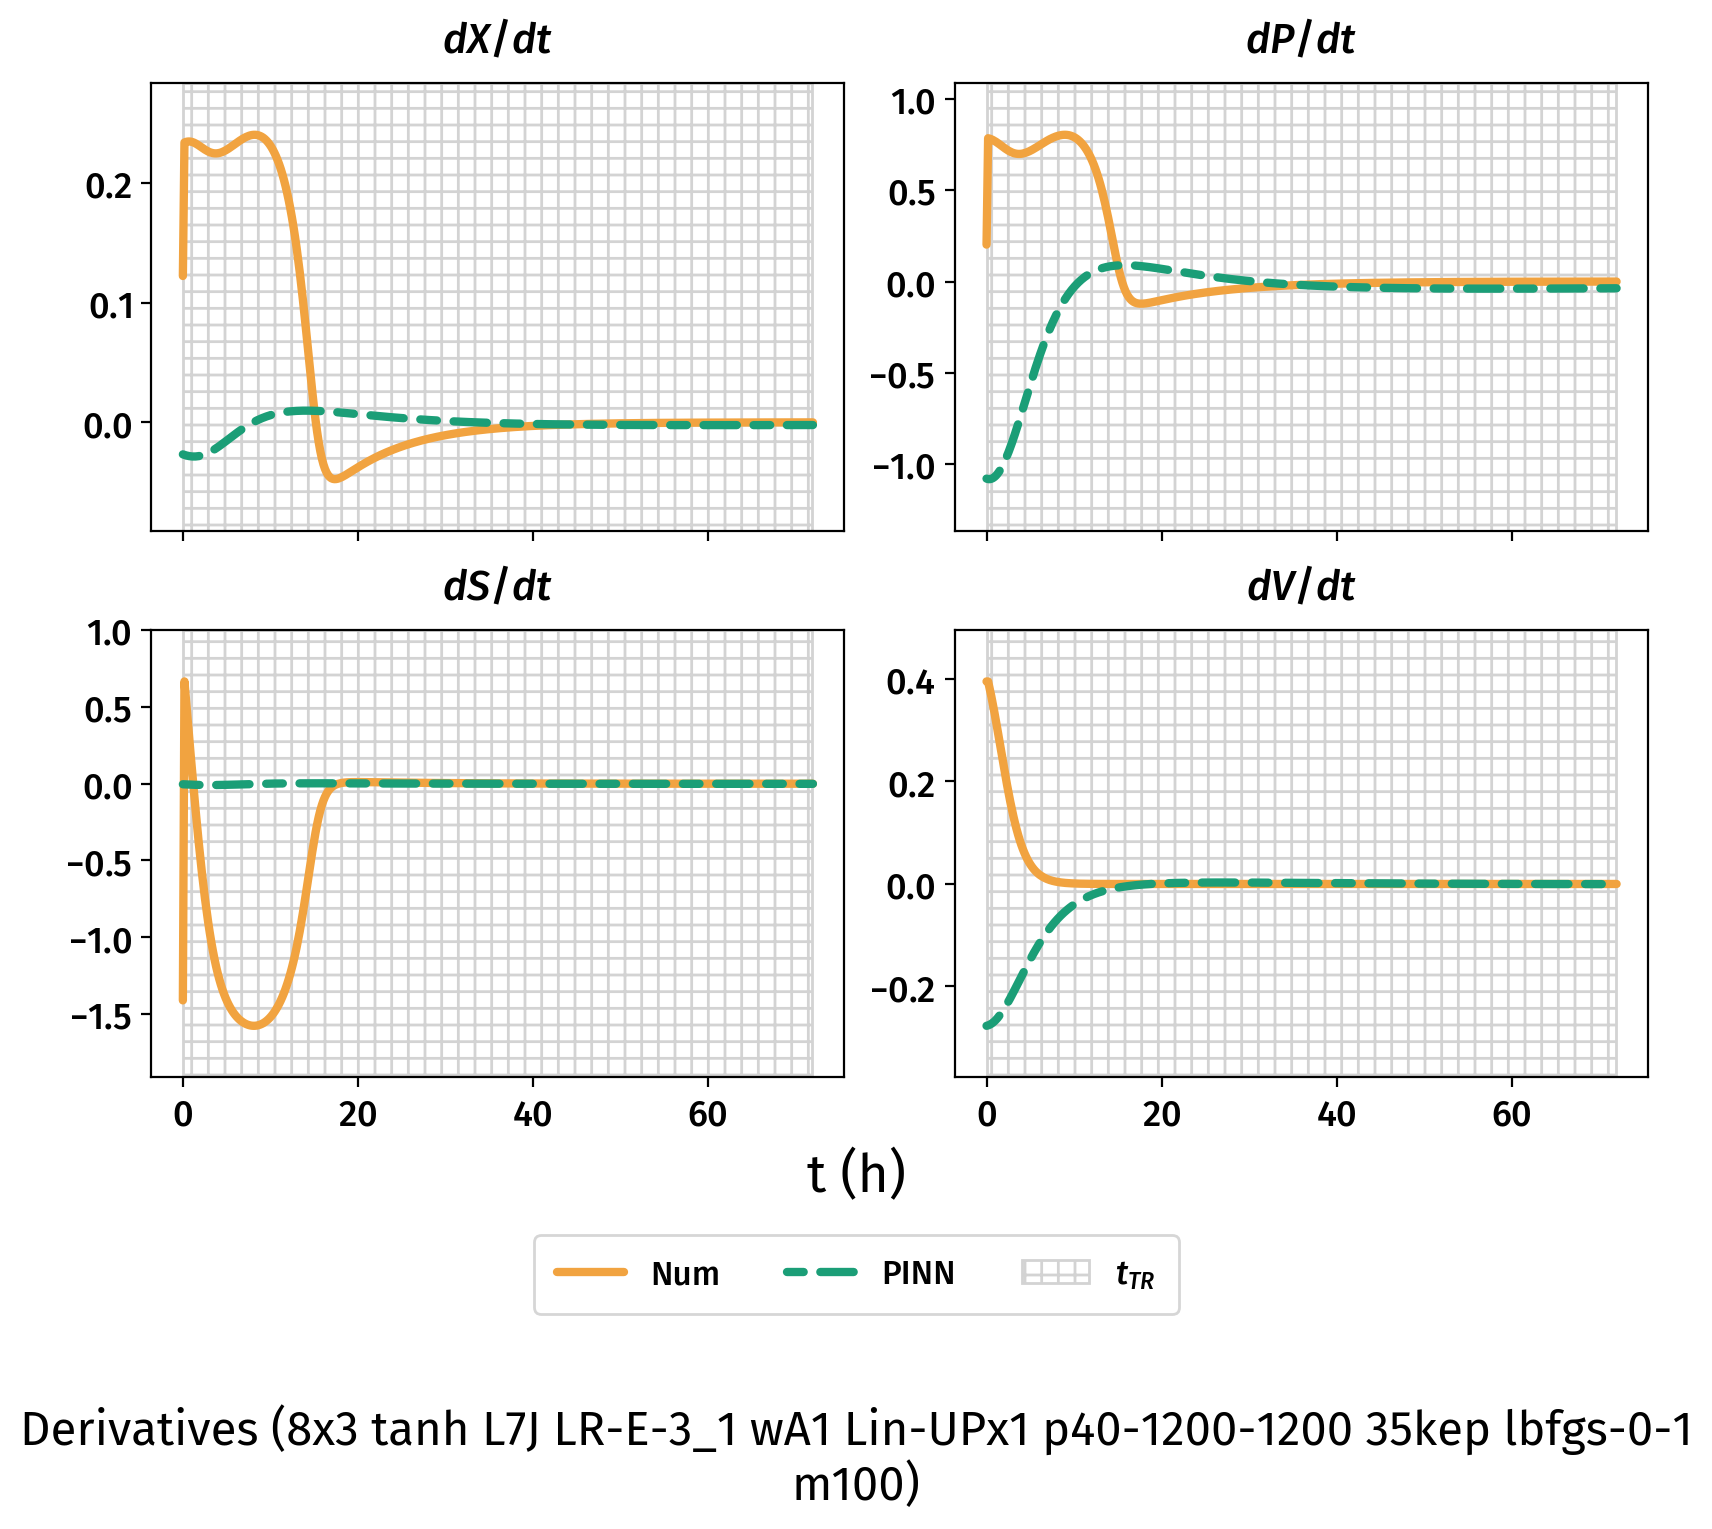 dX/dt
dP/dt
0.2
0.1
0.0
1.0
0.5
0.0
−0.5
−1.0
dS/dt
dV/dt
1.0
0.5
0.0
−0.5
−1.0
−1.5
0.4
0.2
0.0
−0.2
0 20 40 60
0 20 40 60
t (h)
Num PINN tTR
Derivatives (8x3 tanh L7J LR-E-3_1 wA1 Lin-UPx1 p40-1200-1200 35kep lbfgs-0-1
m100)